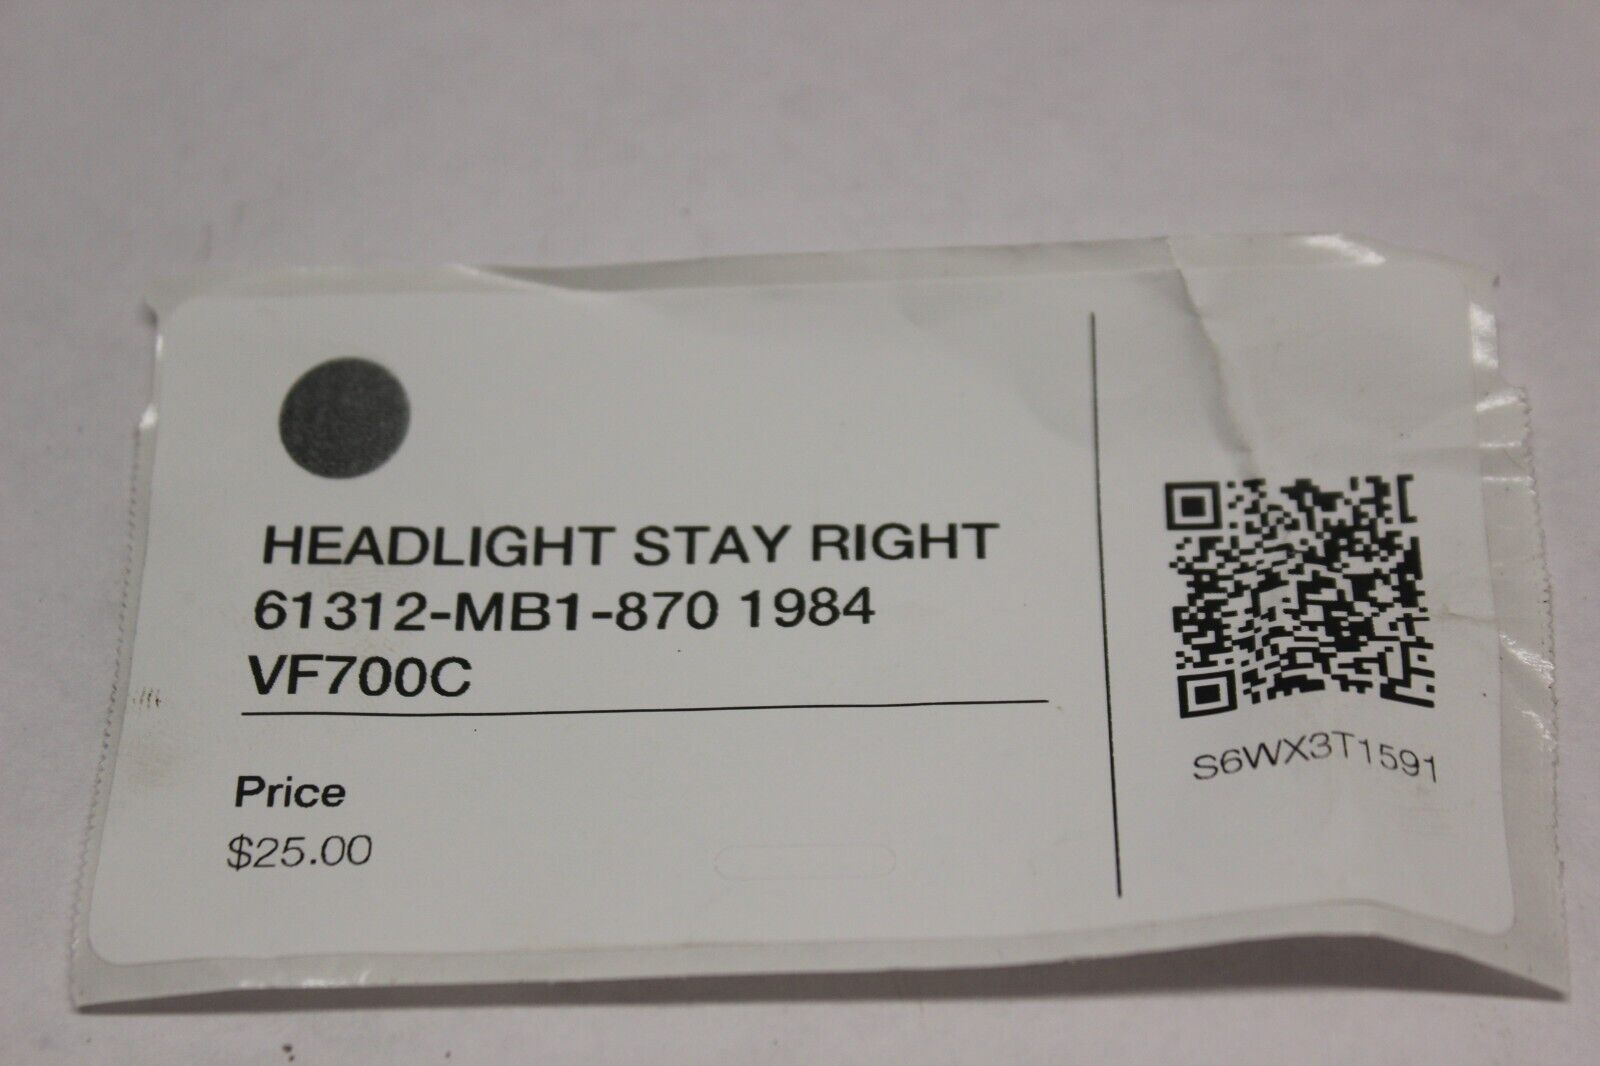 HEADLIGHT STAY RIGHT
61312-MB1-870 1984
VF700C
Price
$25.00
S6WX3T1591